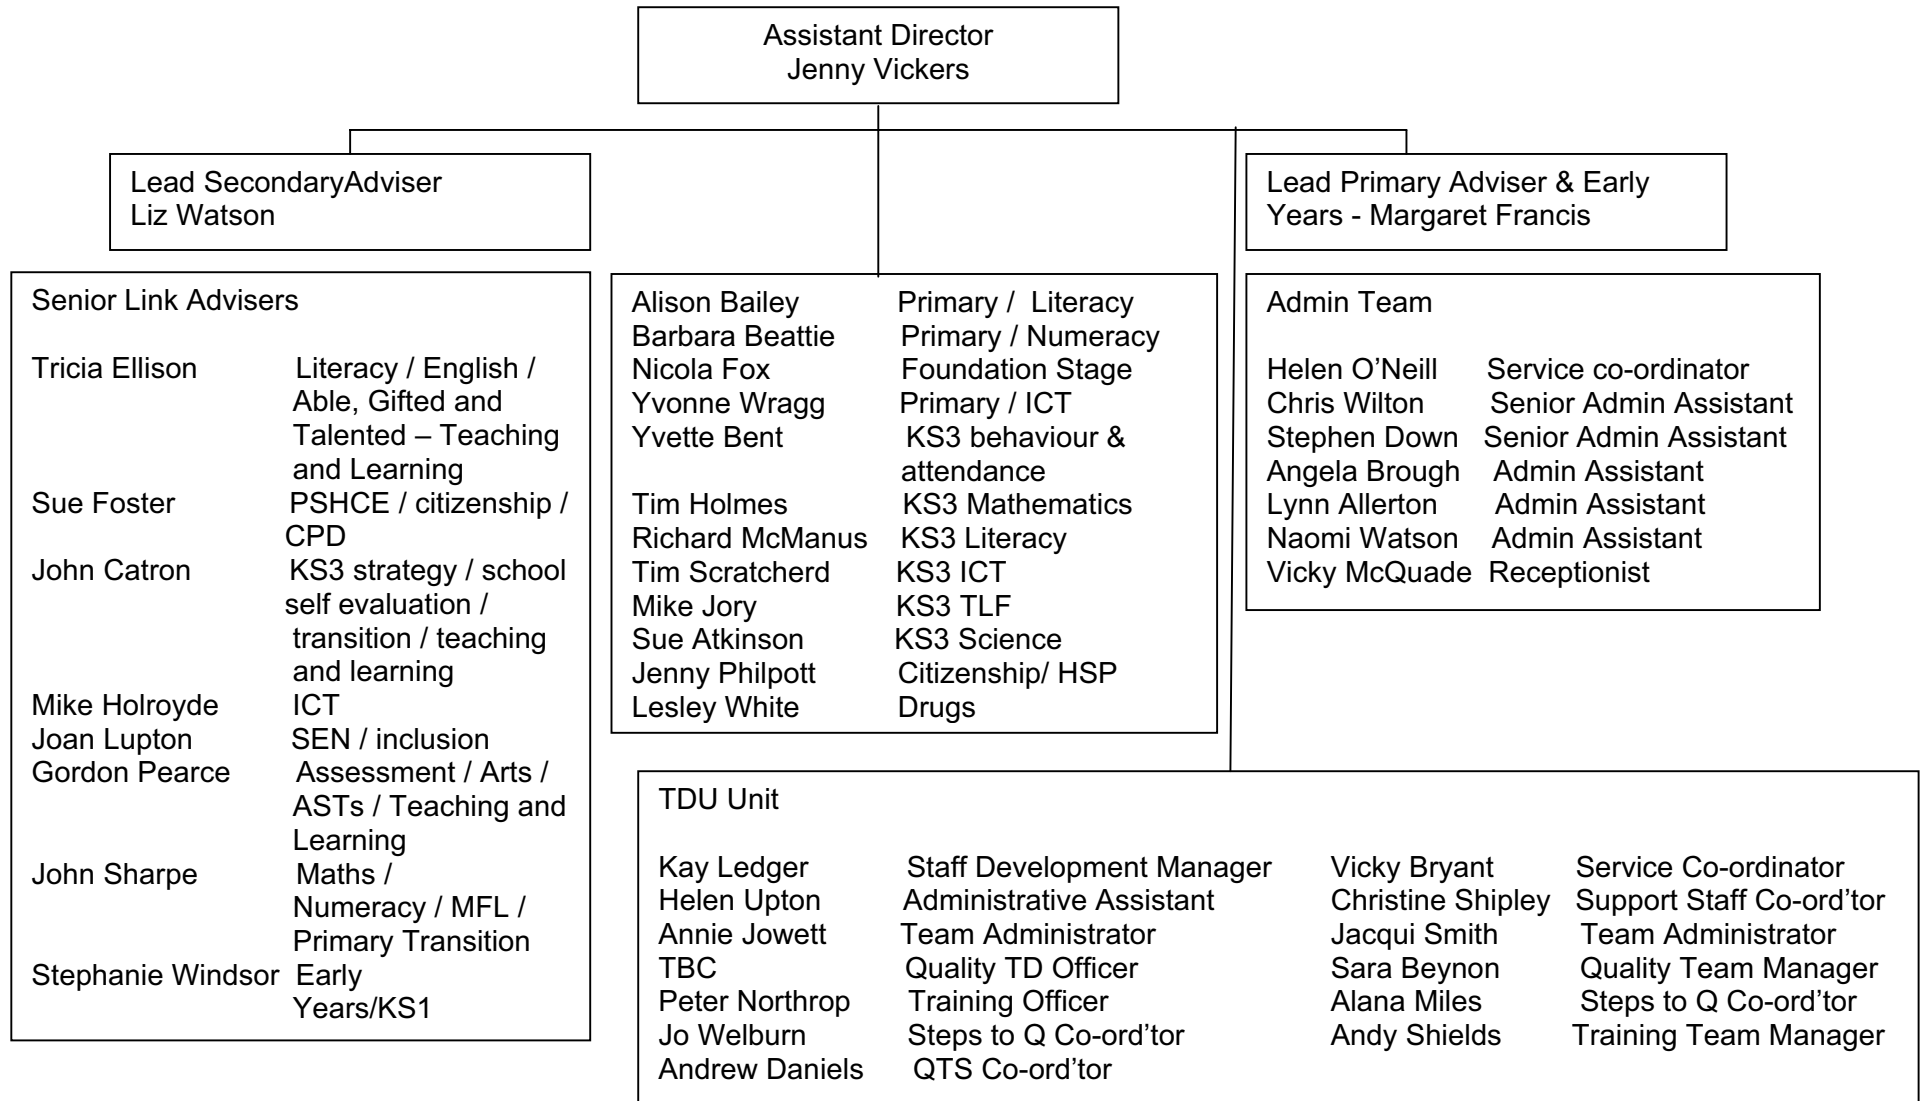 Assistant Director
Jenny Vickers
Lead SecondaryAdviser
Liz Watson
Lead Primary Adviser & Early
Years - Margaret Francis
Senior Link Advisers
Tricia Ellison Literacy / English /
Able, Gifted and
Talented – Teaching
and Learning
Sue Foster PSHCE / citizenship /
CPD
John Catron KS3 strategy / school
self evaluation /
transition / teaching
and learning
Mike Holroyde ICT
Joan Lupton SEN / inclusion
Gordon Pearce Assessment / Arts /
ASTs / Teaching and
Learning
John Sharpe Maths /
Numeracy / MFL /
Primary Transition
Stephanie Windsor Early
Years/KS1
Alison Bailey Primary / Literacy
Barbara Beattie Primary / Numeracy
Nicola Fox Foundation Stage
Yvonne Wragg Primary / ICT
Yvette Bent KS3 behaviour &
attendance
Tim Holmes KS3 Mathematics
Richard McManus KS3 Literacy
Tim Scratcherd KS3 ICT
Mike Jory KS3 TLF
Sue Atkinson KS3 Science
Jenny Philpott Citizenship/ HSP
Lesley White Drugs
Admin Team
Helen O’Neill Service co-ordinator
Chris Wilton Senior Admin Assistant
Stephen Down Senior Admin Assistant
Angela Brough Admin Assistant
Lynn Allerton Admin Assistant
Naomi Watson Admin Assistant
Vicky McQuade Receptionist
TDU Unit
Kay Ledger Staff Development Manager Vicky Bryant Service Co-ordinator
Helen Upton Administrative Assistant Christine Shipley Support Staff Co-ord’tor
Annie Jowett Team Administrator Jacqui Smith Team Administrator
TBC Quality TD Officer Sara Beynon Quality Team Manager
Peter Northrop Training Officer Alana Miles Steps to Q Co-ord’tor
Jo Welburn Steps to Q Co-ord’tor Andy Shields Training Team Manager
Andrew Daniels QTS Co-ord’tor